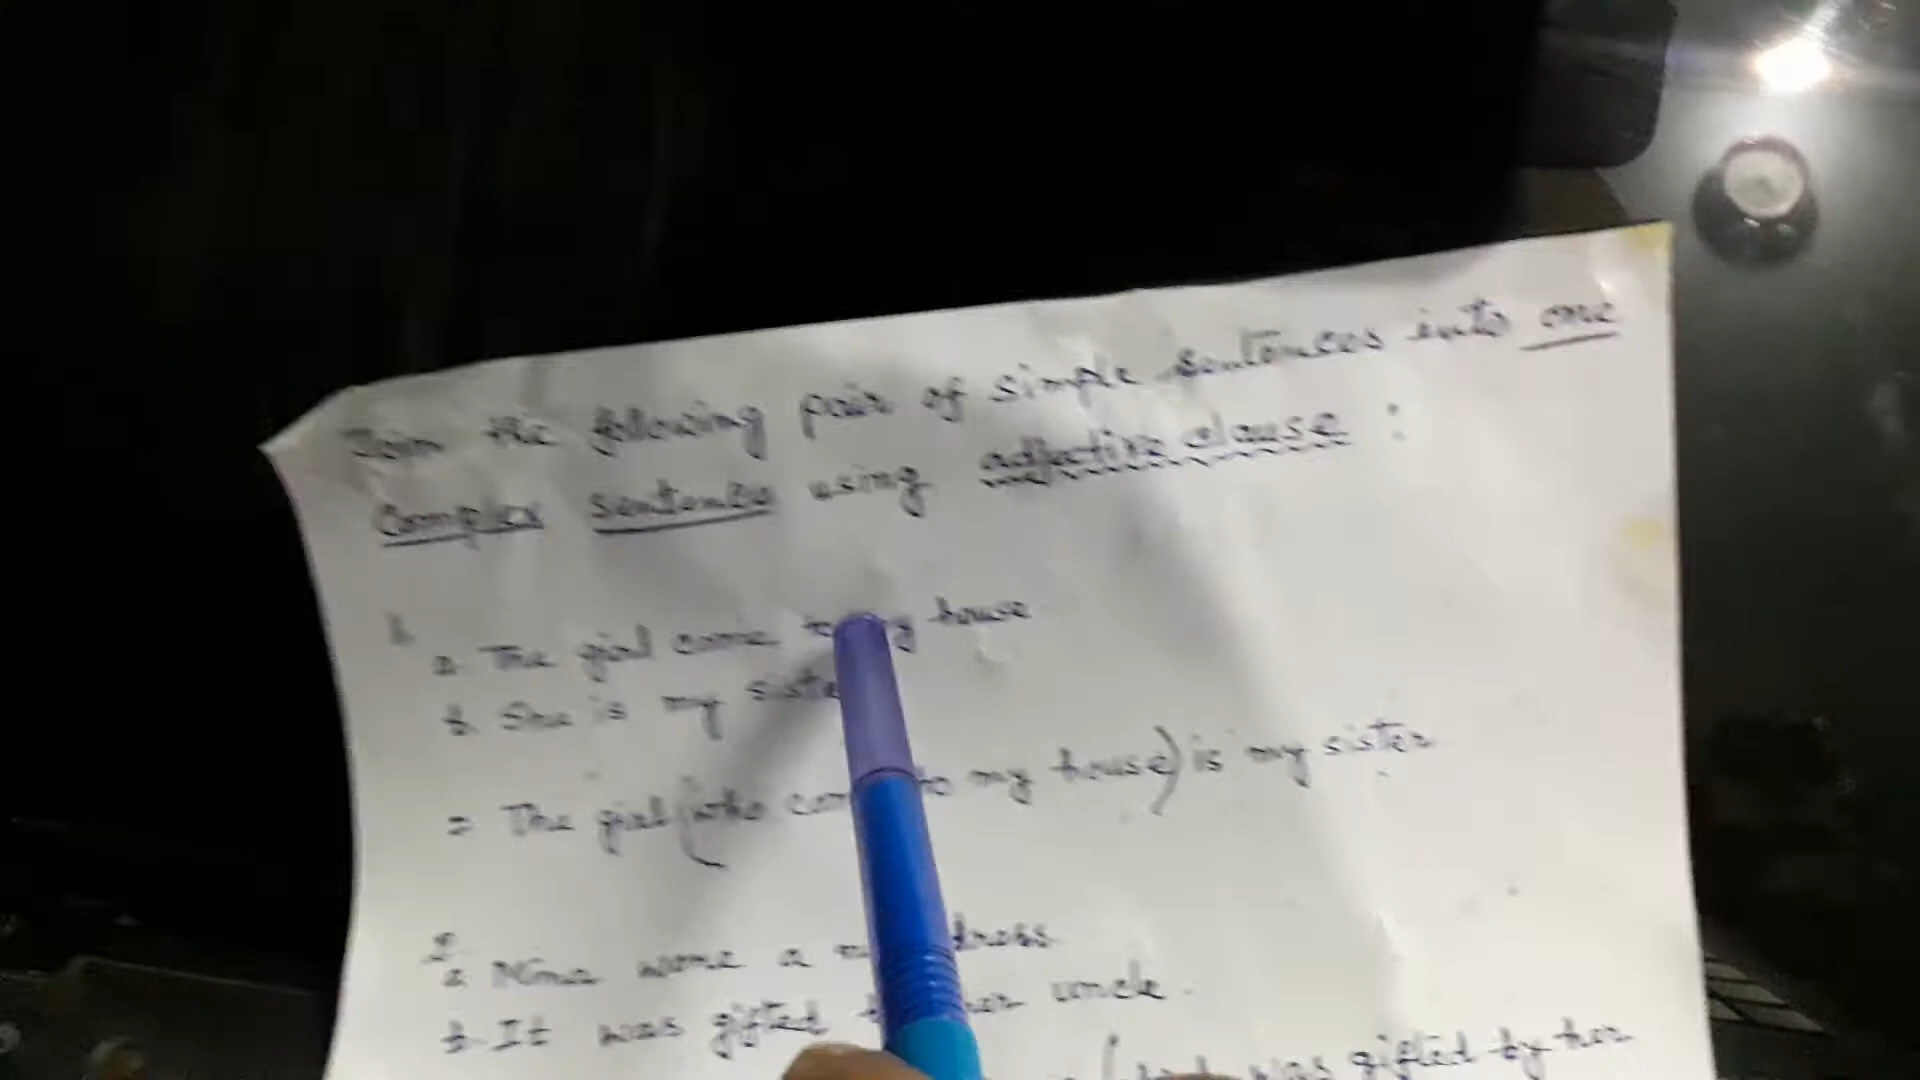 Join the following pair of simple sentences into one
complex sentence using adjective clause :
1.
a. The girl came to my house
b. She is my sister
= The girl (who came to my house) is my sister
2.
a. Nina wore a dress.
b. It was gifted her uncle.
was gifted by her